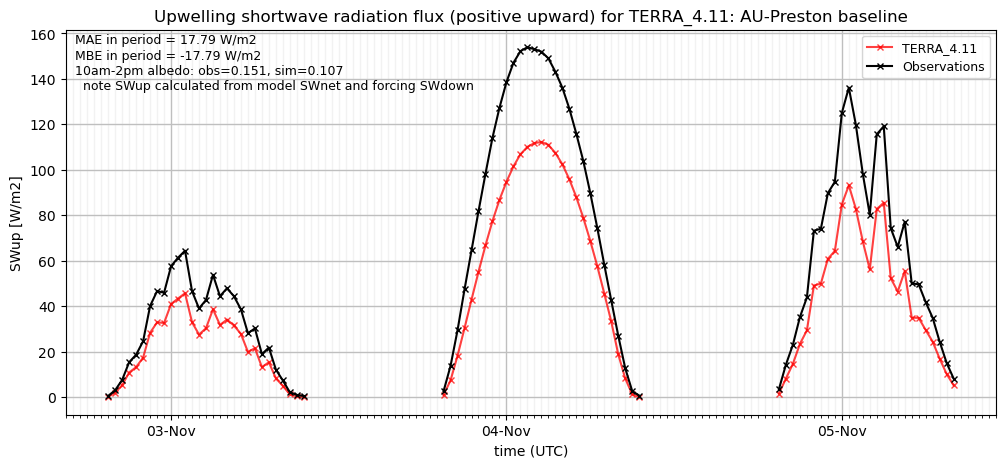 Upwelling shortwave radiation flux (positive upward) for TERRA_4.11: AU-Preston baseline
MAE in period = 17.79 W/m2
MBE in period = -17.79 W/m2
10am-2pm albedo: obs=0.151, sim=0.107
note SWup calculated from model SWnet and forcing SWdown
TERRA_4.11
Observations
SWup [W/m2]
160
140
120
100
80
60
40
20
0
03-Nov
04-Nov
05-Nov
time (UTC)